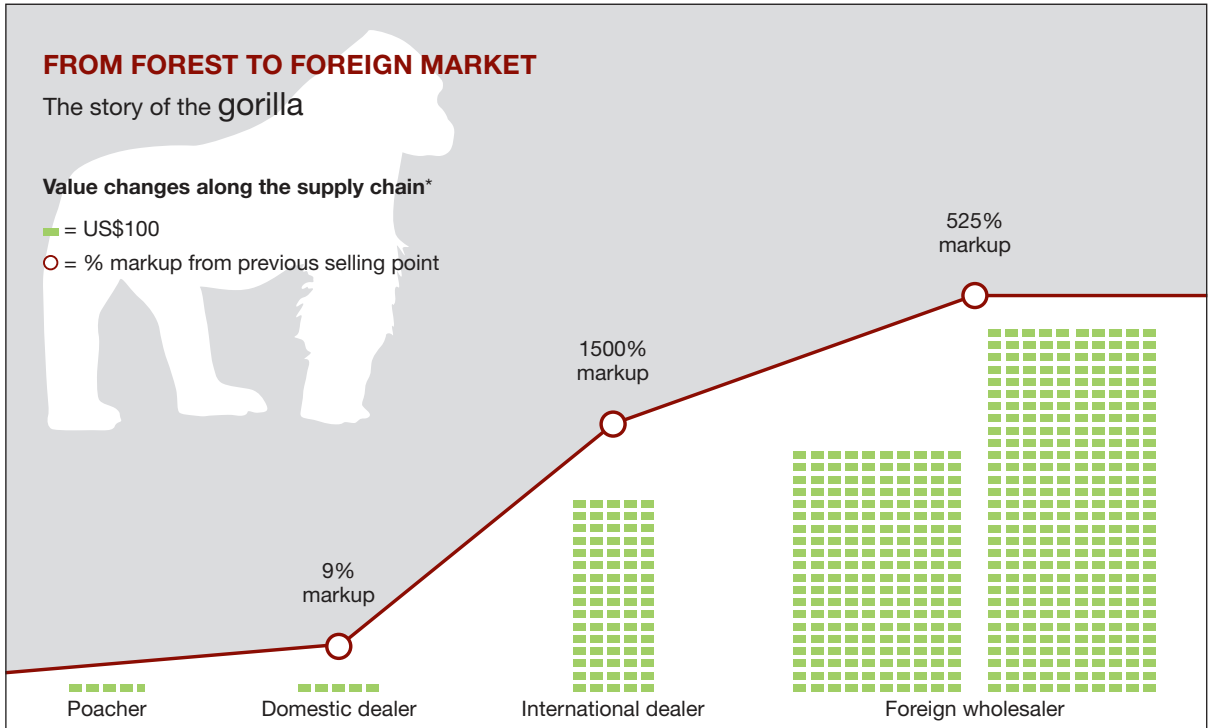 FROM FOREST TO FOREIGN MARKET
The story of the gorilla
Value changes along the supply chain*
= US$100
= % markup from previous selling point
525%
markup
1500%
markup
9%
markup
Poacher
Domestic dealer
International dealer
Foreign wholesaler